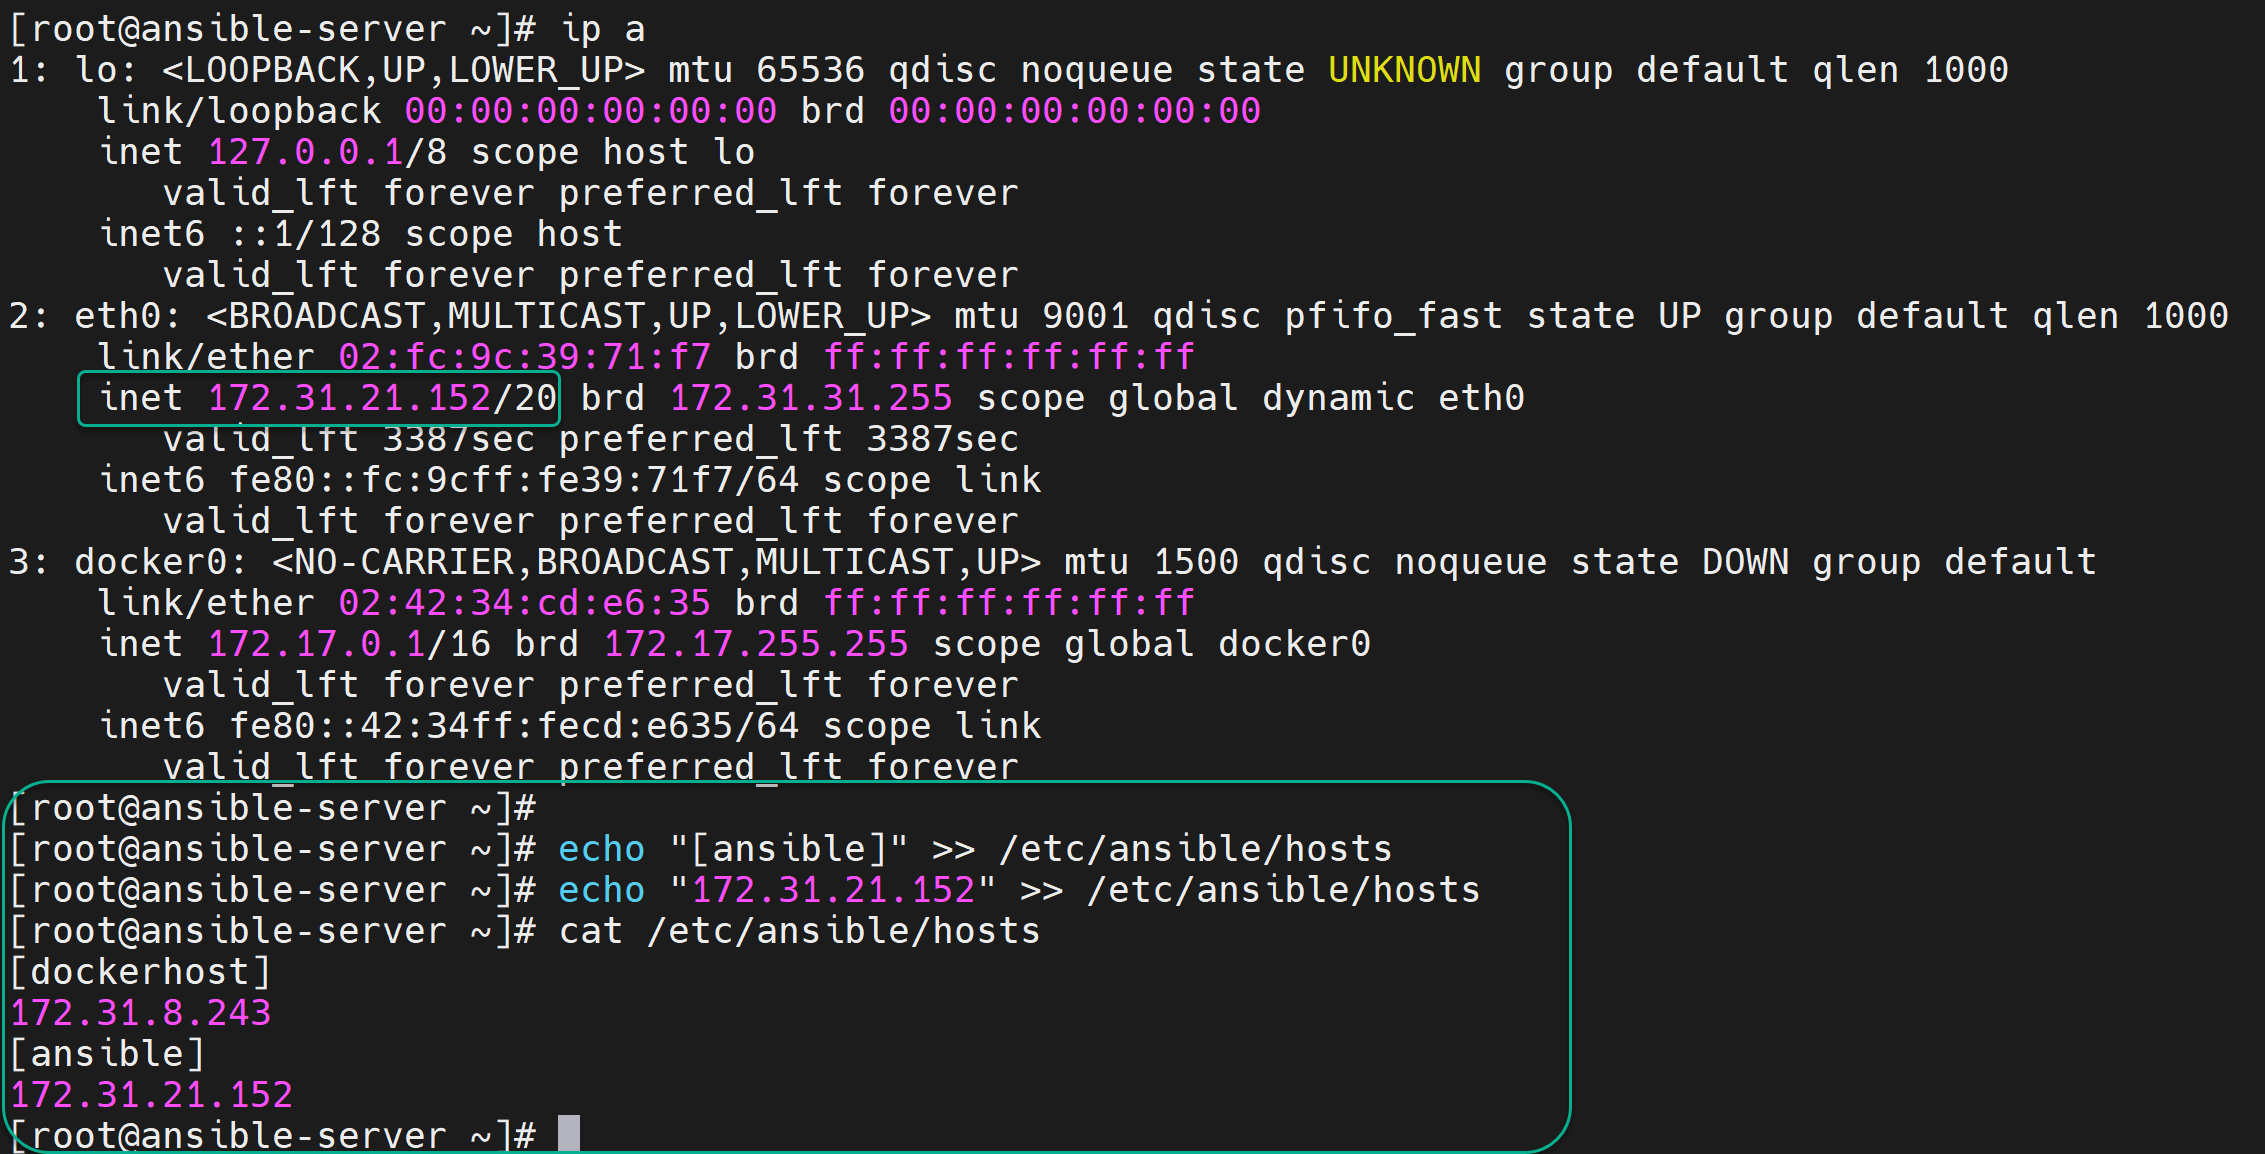 [root@ansible-server ~]# ip a
1: lo: <LOOPBACK,UP,LOWER_UP> mtu 65536 qdisc noqueue state UNKNOWN group default qlen 1000
    link/loopback 00:00:00:00:00:00 brd 00:00:00:00:00:00
    inet 127.0.0.1/8 scope host lo
       valid_lft forever preferred_lft forever
    inet6 ::1/128 scope host
       valid_lft forever preferred_lft forever
2: eth0: <BROADCAST,MULTICAST,UP,LOWER_UP> mtu 9001 qdisc pfifo_fast state UP group default qlen 1000
    link/ether 02:fc:9c:39:71:f7 brd ff:ff:ff:ff:ff:ff
    inet 172.31.21.152/20 brd 172.31.31.255 scope global dynamic eth0
       valid_lft 3387sec preferred_lft 3387sec
    inet6 fe80::fc:9cff:fe39:71f7/64 scope link
       valid_lft forever preferred_lft forever
3: docker0: <NO-CARRIER,BROADCAST,MULTICAST,UP> mtu 1500 qdisc noqueue state DOWN group default
    link/ether 02:42:34:cd:e6:35 brd ff:ff:ff:ff:ff:ff
    inet 172.17.0.1/16 brd 172.17.255.255 scope global docker0
       valid_lft forever preferred_lft forever
    inet6 fe80::42:34ff:fecd:e635/64 scope link
       valid_lft forever preferred_lft forever
[root@ansible-server ~]#
[root@ansible-server ~]# echo "[ansible]" >> /etc/ansible/hosts
[root@ansible-server ~]# echo "172.31.21.152" >> /etc/ansible/hosts
[root@ansible-server ~]# cat /etc/ansible/hosts
[dockerhost]
172.31.8.243
[ansible]
172.31.21.152
[root@ansible-server ~]#